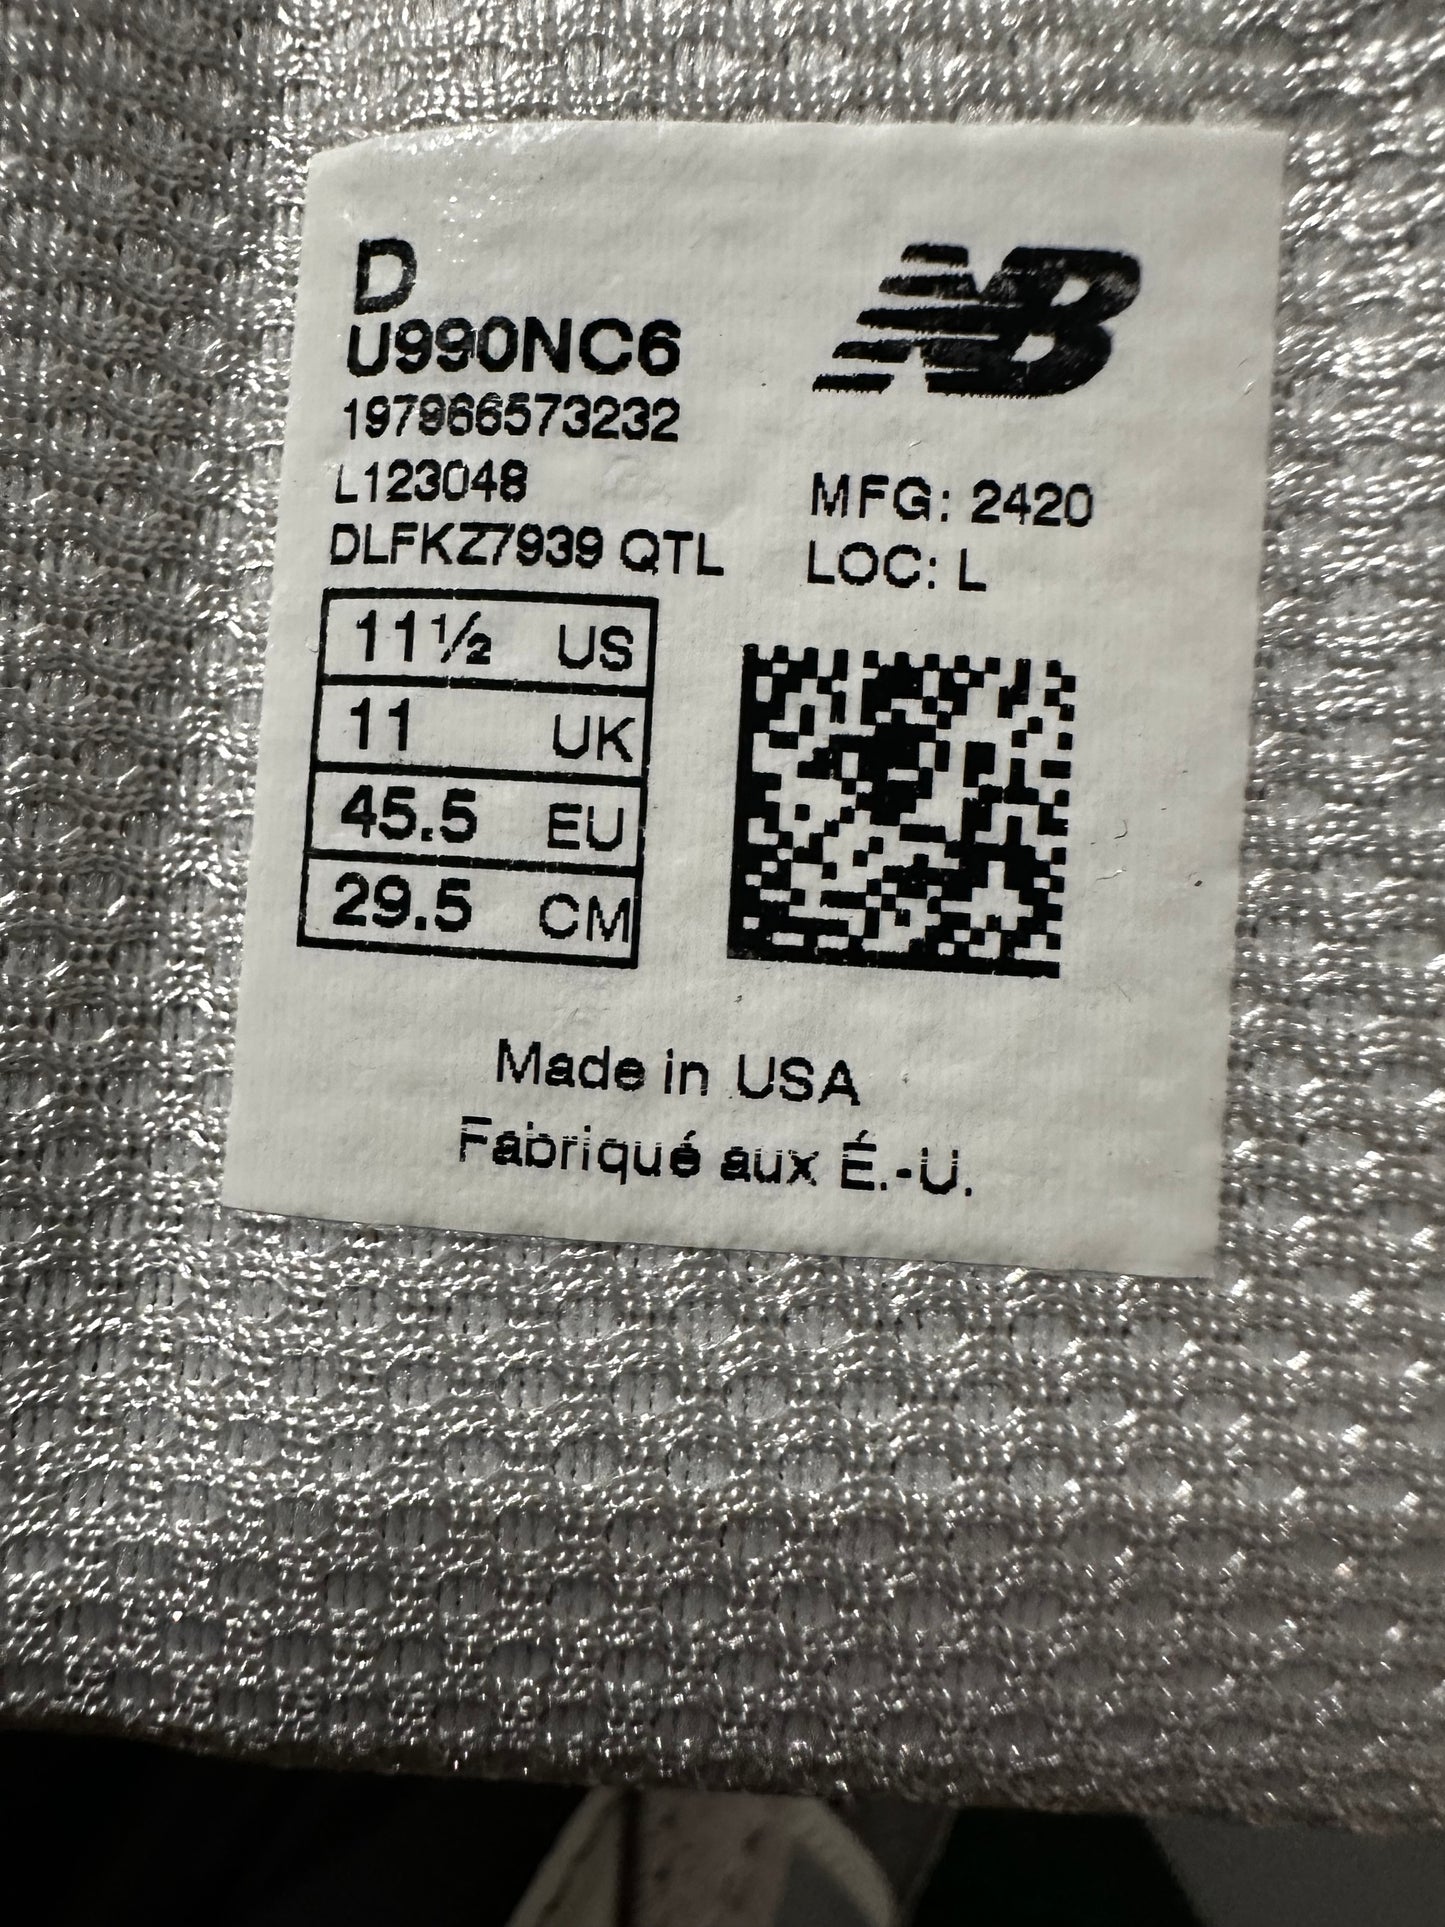 D
NB
U990NC6
197966573232
L123048
DLFKZ7939 QTL
MFG: 2420
LOC: L
11½ US
11 UK
45.5 EU
29.5 CM
Made in USA
Fabriqué aux É.-U.